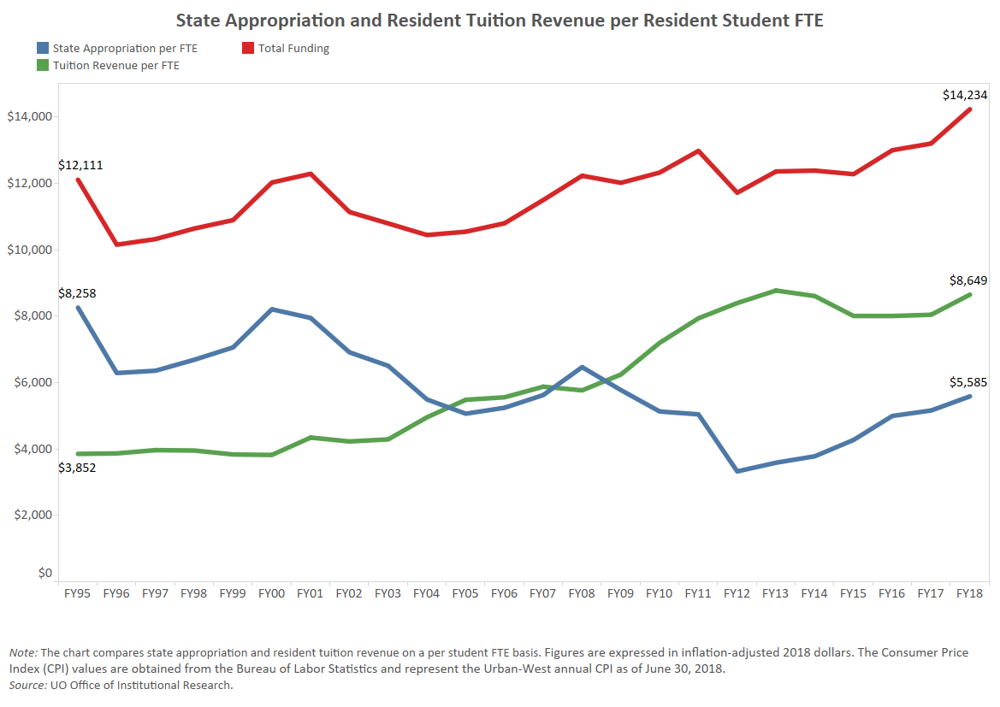 State Appropriation and Resident Tuition Revenue per Resident Student FTE
State Appropriation per FTE
Total Funding
Tuition Revenue per FTE
$14,234
$14,000
$12,111
$12,000
$10,000
$8,649
$8,258
$8,000
$6,000
$5,585
$4,000
$3,852
$2,000
$0
FY95 FY96 FY97 FY98 FY99 FY00 FY01 FY02 FY03 FY04 FY05 FY06 FY07 FY08 FY09 FY10 FY11 FY12 FY13 FY14 FY15 FY16 FY17 FY18
Note: The chart compares state appropriation and resident tuition revenue on a per student FTE basis. Figures are expressed in inflation-adjusted 2018 dollars. The Consumer Price
Index (CPI) values are obtained from the Bureau of Labor Statistics and represent the Urban-West annual CPI as of June 30, 2018.
Source: UO Office of Institutional Research.